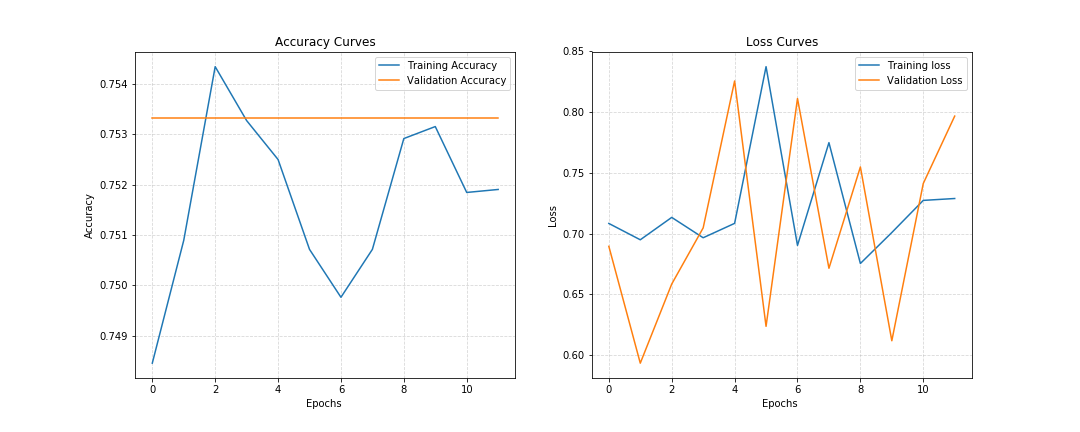 Accuracy Curves
Training Accuracy
Validation Accuracy
0.754
0.753
0.752
0.751
0.750
0.749
Accuracy
0 2 4 6 8 10
Epochs
Loss Curves
Training loss
Validation Loss
0.85
0.80
0.75
0.70
0.65
0.60
Loss
0 2 4 6 8 10
Epochs